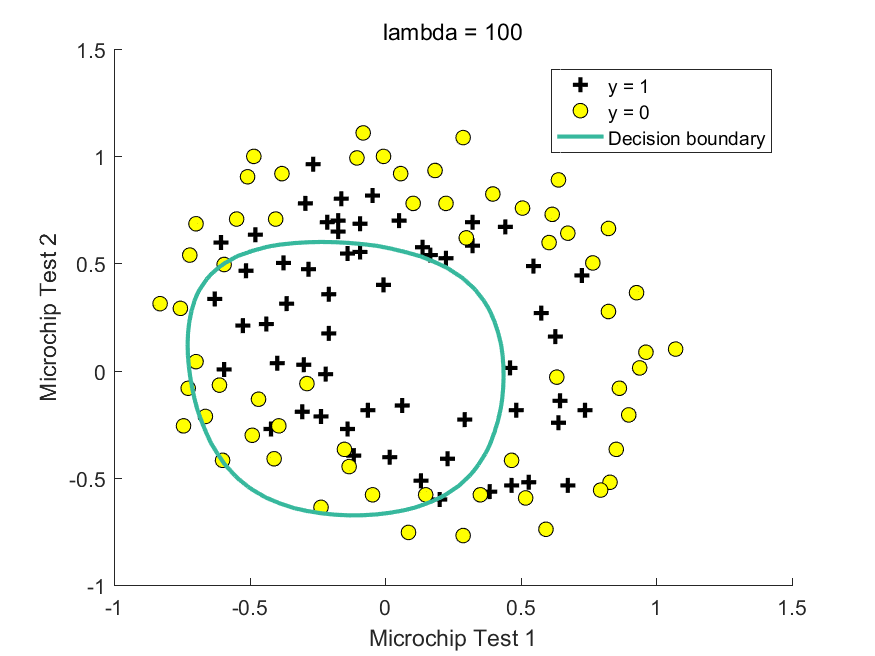 lambda = 100
y = 1
y = 0
Decision boundary
1.5
1
0.5
0
-0.5
-1
Microchip Test 2
-1 -0.5 0 0.5 1 1.5
Microchip Test 1